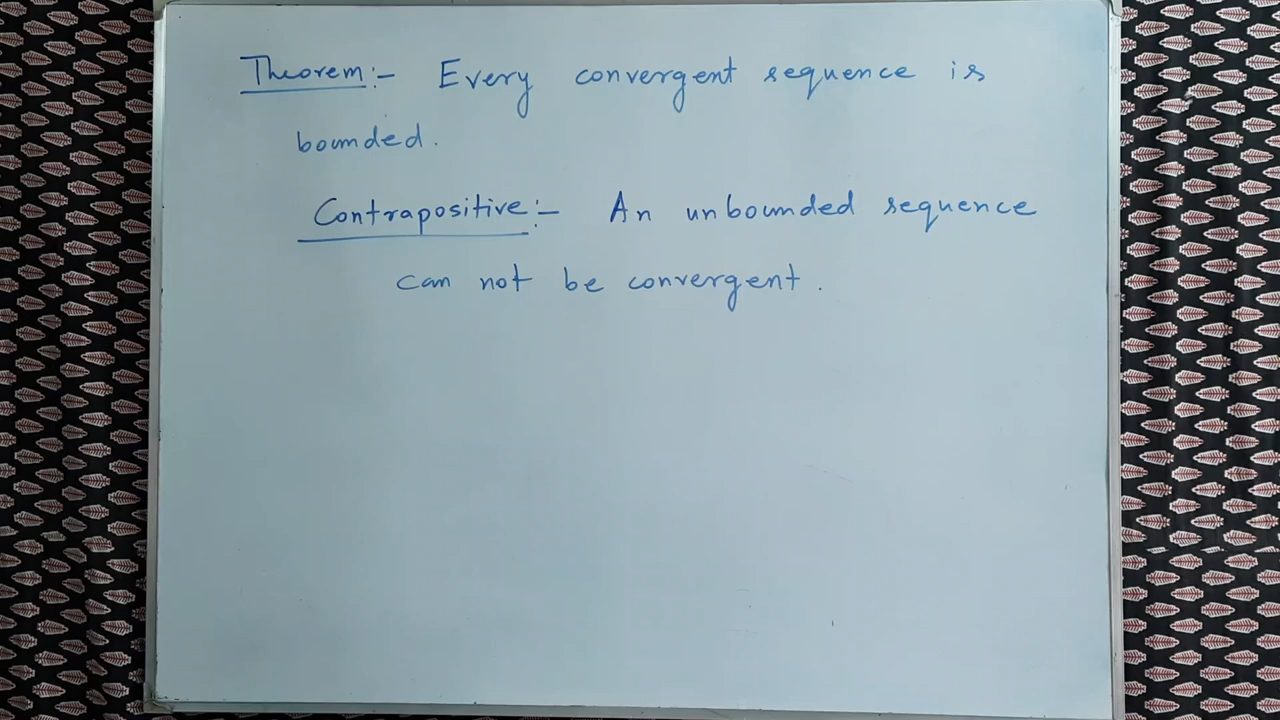 Theorem:- Every convergent sequence is
bounded.
Contrapositive:- An unbounded sequence
can not be convergent.